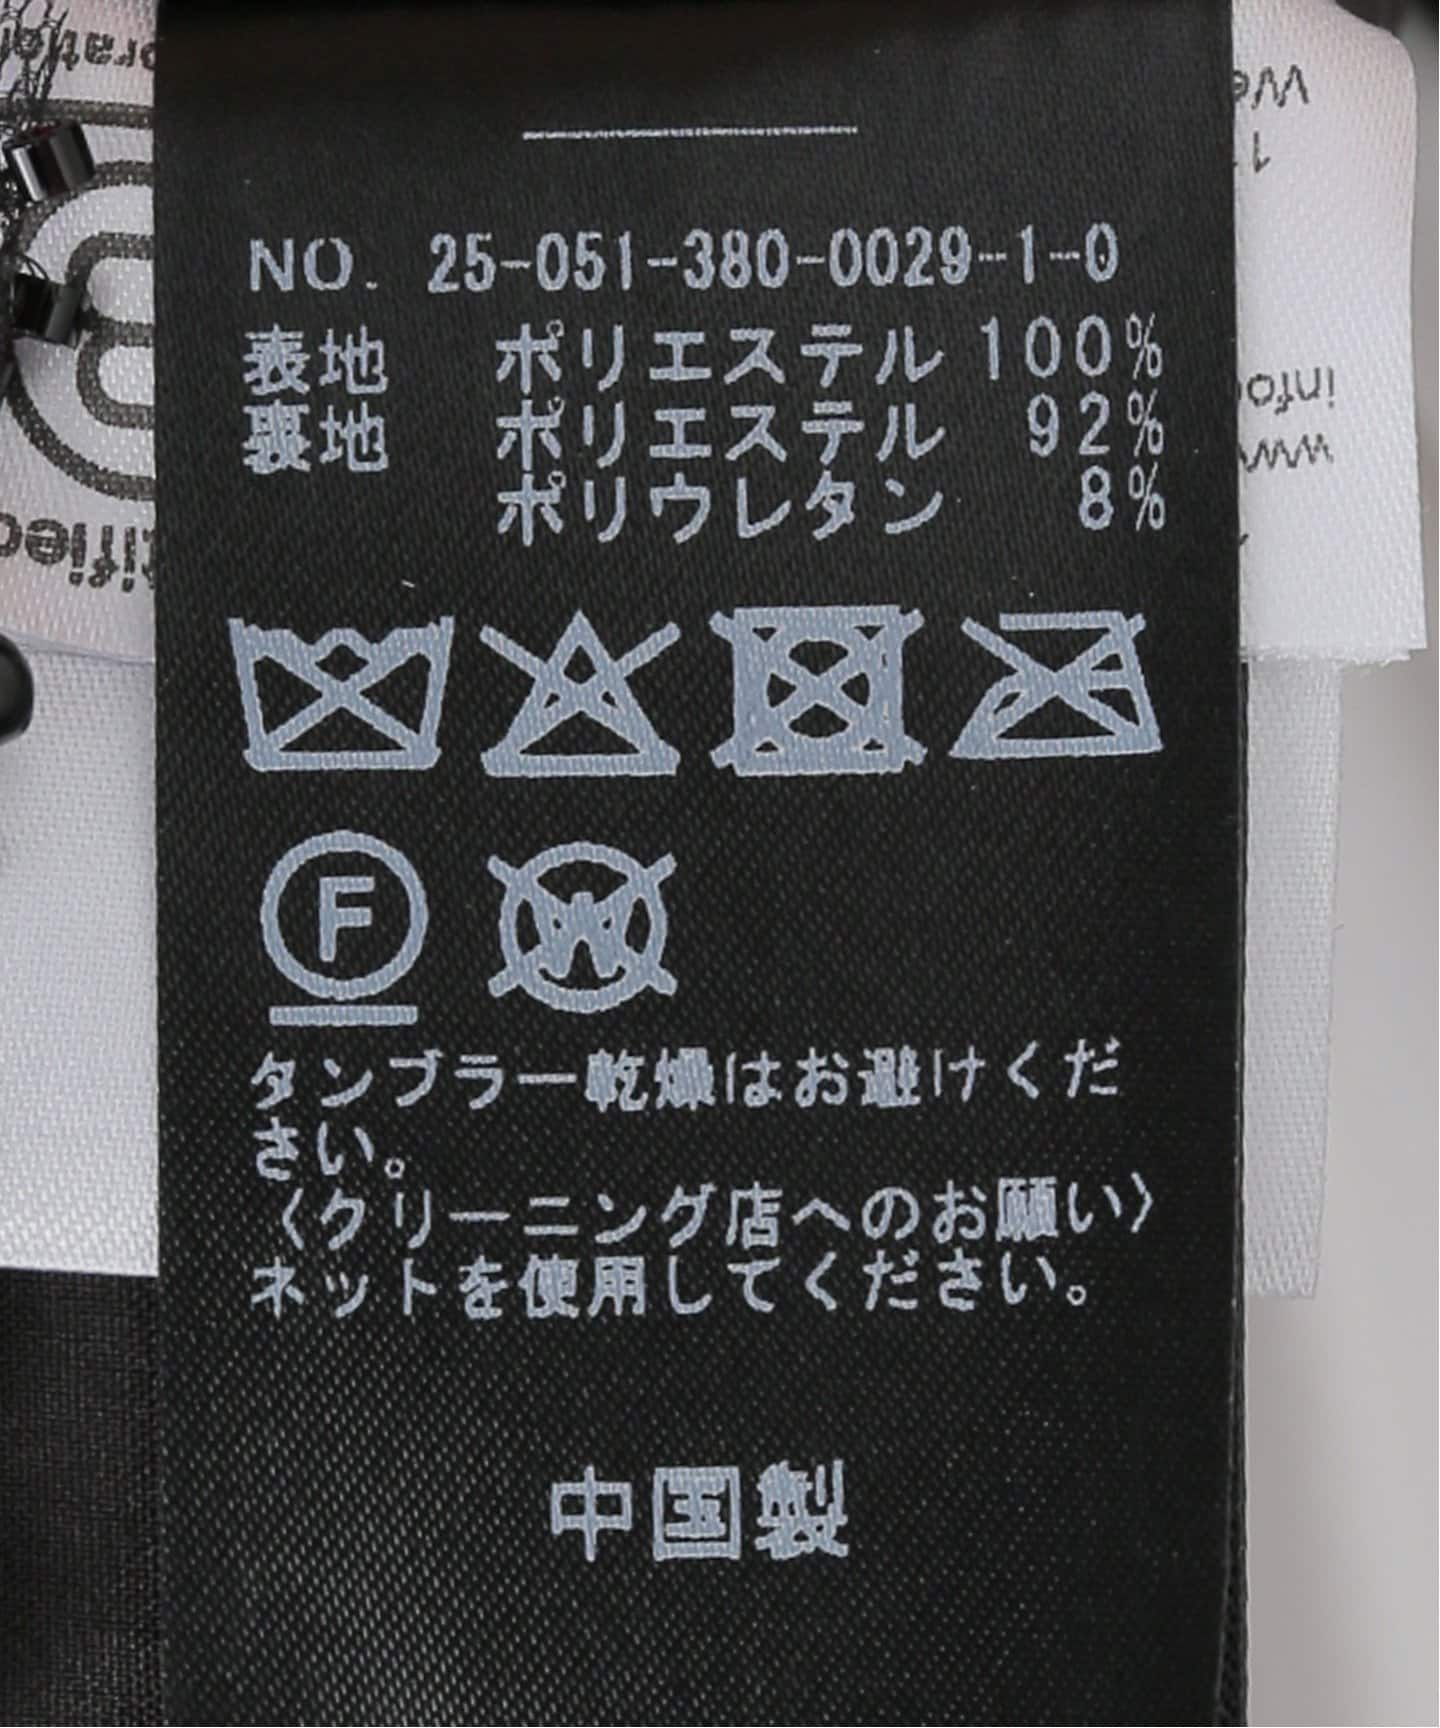 NO. 25-051-380-0029-1-0
表地 ポリエステル 100%
裏地 ポリエステル 92%
ポリウレタン 8%
F
W
タンブラー乾燥はお避けくだ
さい。
〈クリーニング店へのお願い〉
ネットを使用してください。
中国製
info
www